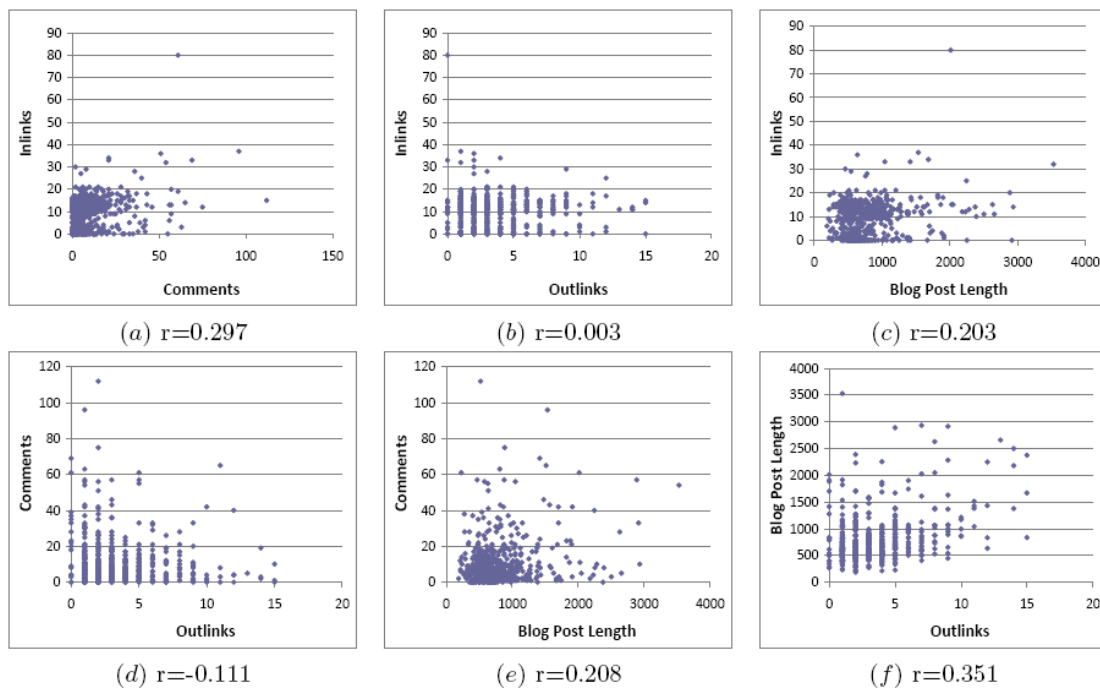 90
80
70
60
50
40
30
20
10
0
Inlinks
0 50 100 150
Comments
(a) r=0.297
90
80
70
60
50
40
30
20
10
0
Inlinks
0 5 10 15 20
Outlinks
(b) r=0.003
90
80
70
60
50
40
30
20
10
0
Inlinks
0 1000 2000 3000 4000
Blog Post Length
(c) r=0.203
120
100
80
60
40
20
0
Comments
0 5 10 15 20
Outlinks
(d) r=-0.111
120
100
80
60
40
20
0
Comments
0 1000 2000 3000 4000
Blog Post Length
(e) r=0.208
4000
3500
3000
2500
2000
1500
1000
500
0
Blog Post Length
0 5 10 15 20
Outlinks
(f) r=0.351